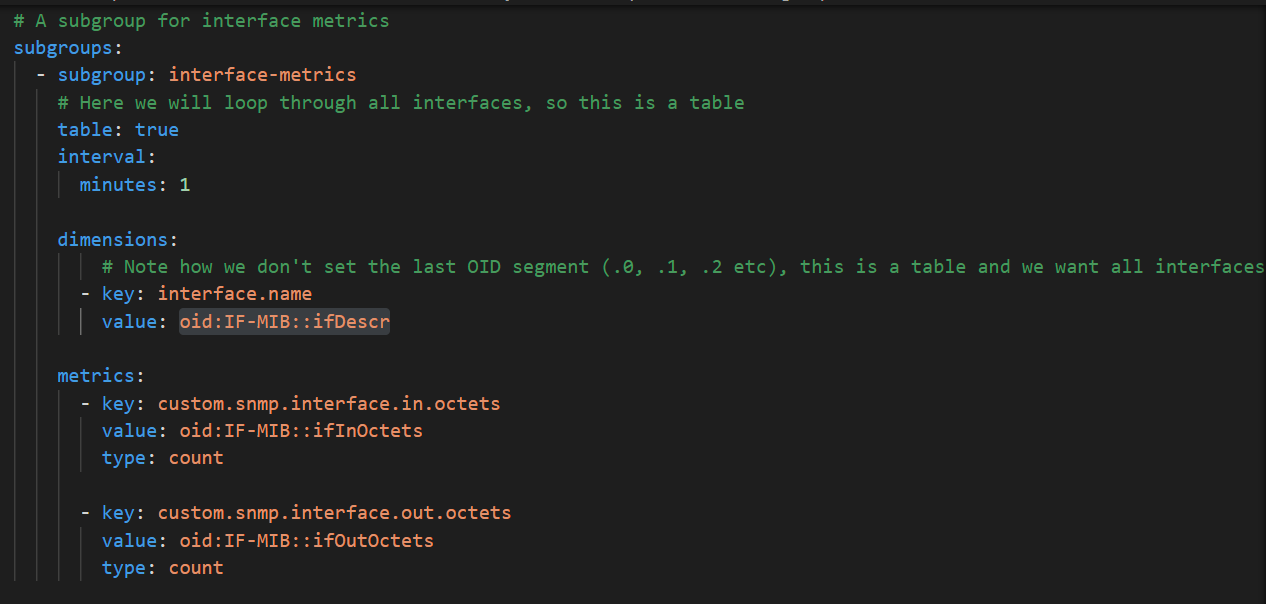 # A subgroup for interface metrics
subgroups:
- subgroup: interface-metrics
# Here we will loop through all interfaces, so this is a table
table: true
interval:
minutes: 1
dimensions:
# Note how we don't set the last OID segment (.0, .1, .2 etc), this is a table and we want all interfaces
- key: interface.name
value: oid:IF-MIB::ifDescr
metrics:
- key: custom.snmp.interface.in.octets
value: oid:IF-MIB::ifInOctets
type: count
- key: custom.snmp.interface.out.octets
value: oid:IF-MIB::ifOutOctets
type: count